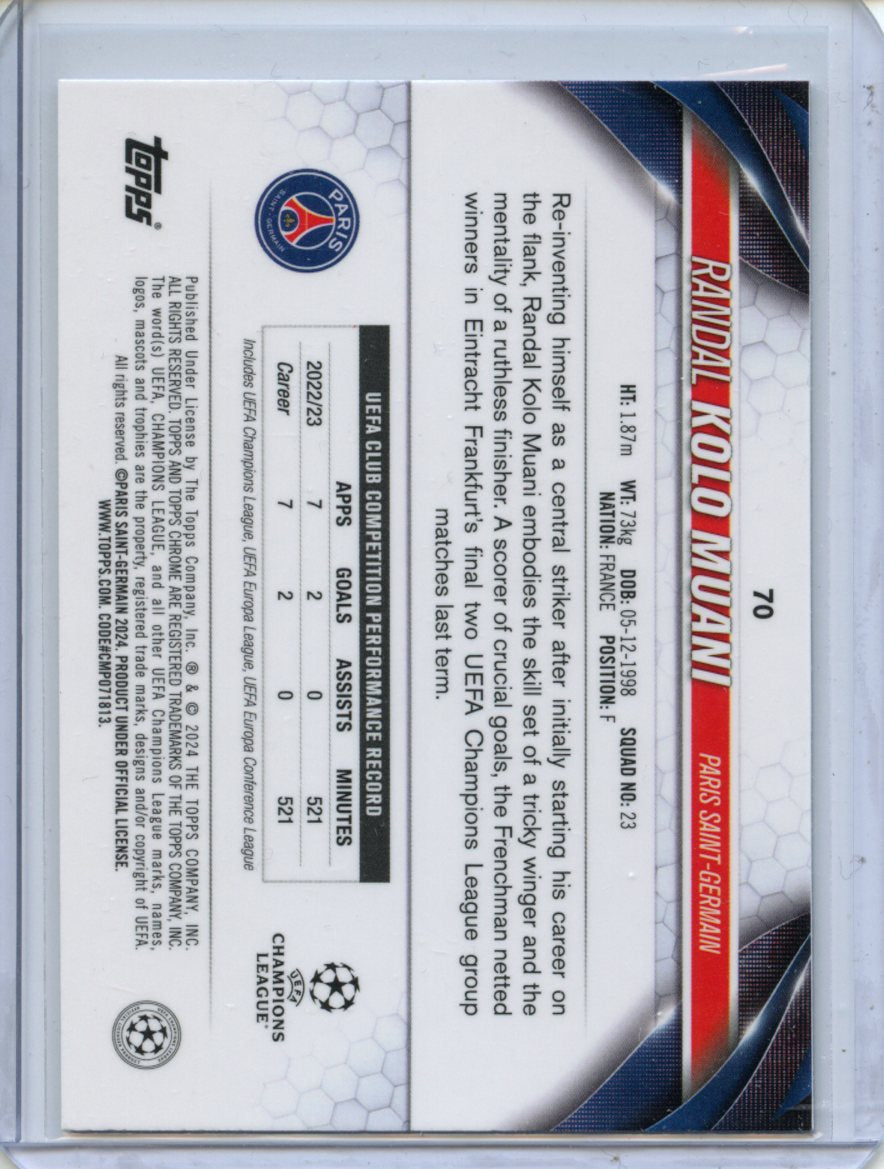 70
RANDAL KOLO MUANI PARIS SAINT-GERMAIN
HT: 1.87m WT: 73kg DOB: 05-12-1998 SQUAD NO: 23
NATION: FRANCE POSITION: F
Re-inventing himself as a central striker after initially starting his career on
the flank, Randal Kolo Muani embodies the skill set of a tricky winger and the
mentality of a ruthless finisher. A scorer of crucial goals, the Frenchman netted
winners in Eintracht Frankfurt's final two UEFA Champions League group
matches last term.
PARIS
SAINT-GERMAIN
UEFA CLUB COMPETITION PERFORMANCE RECORD
APPS GOALS ASSISTS MINUTES
2022/23 7 2 0 521
Career 7 2 0 521
Includes UEFA Champions League, UEFA Europa League, UEFA Europa Conference League
UEFA
CHAMPIONS
LEAGUE®
topps®
Published Under License by The Topps Company, Inc. ® & © 2024 THE TOPPS COMPANY, INC.
ALL RIGHTS RESERVED. TOPPS AND TOPPS CHROME ARE REGISTERED TRADEMARKS OF THE TOPPS COMPANY, INC.
The word(s) UEFA, CHAMPIONS LEAGUE, and all other UEFA Champions League marks, names,
logos, mascots and trophies are the property, registered trade marks, designs and/or copyright of UEFA.
All rights reserved. ©PARIS SAINT-GERMAIN 2024. PRODUCT UNDER OFFICIAL LICENSE.
WWW.TOPPS.COM. CODE#CMP071813.